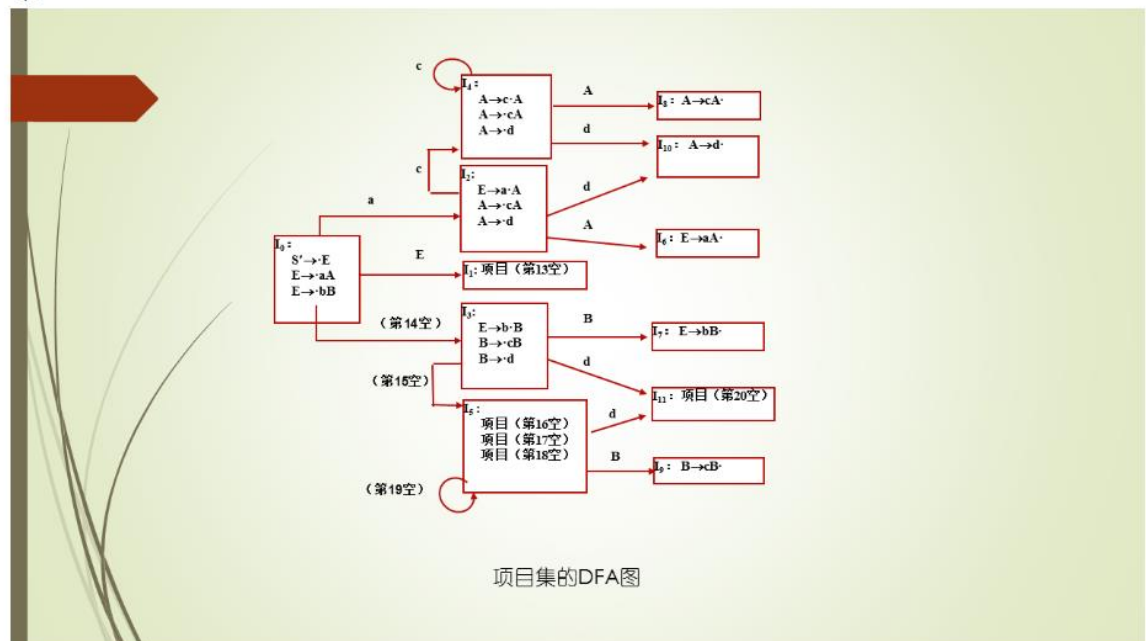 c
I₄:
A→c·A
A→·cA
A→·d
A
I₈: A→cA·
d
I₁₀: A→d·
c
I₂:
E→a·A
A→·cA
A→·d
d
A
I₆: E→aA·
a
I₀:
S′→·E
E→·aA
E→·bB
E
I₁: 项目（第13空）
（第14空）
I₃:
E→b·B
B→·cB
B→·d
B
I₇: E→bB·
d
（第15空）
I₁₁: 项目（第20空）
I₅:
项目（第16空）
项目（第17空）
项目（第18空）
d
B
I₉: B→cB·
（第19空）
项目集的DFA图